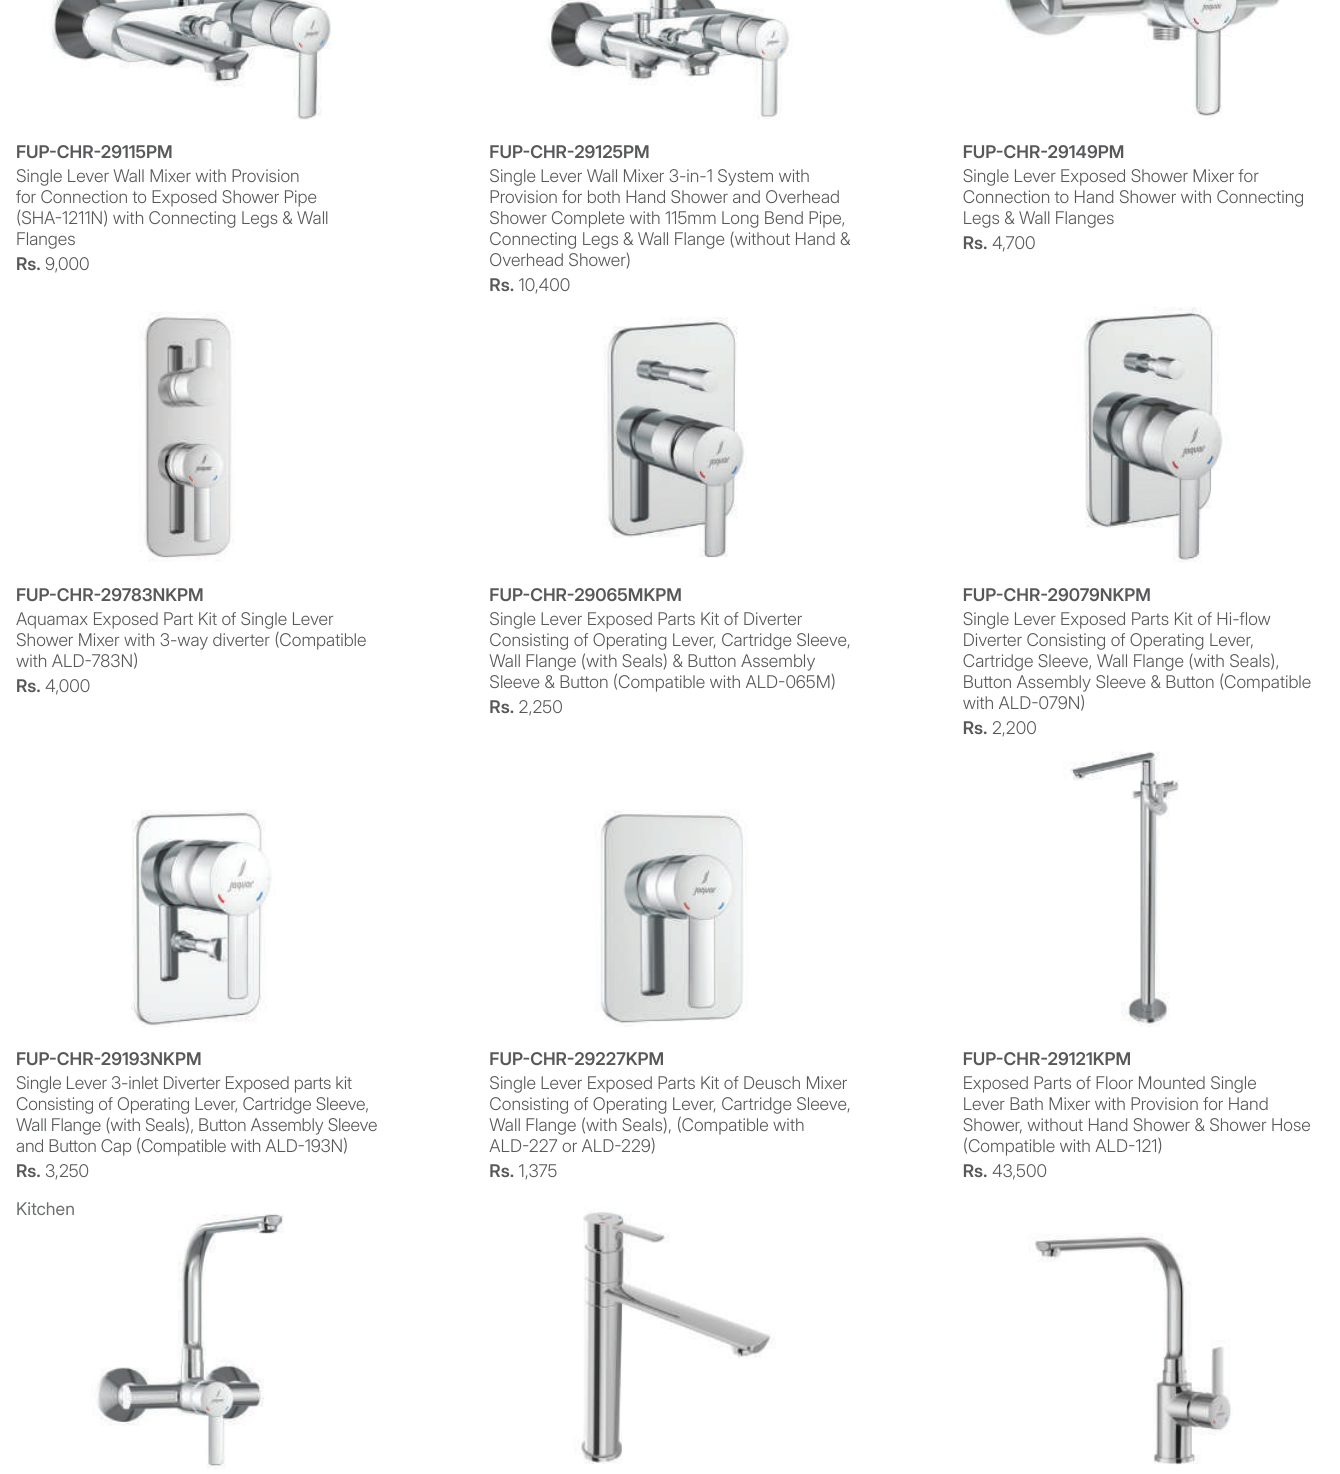 FUP-CHR-29115PM
Single Lever Wall Mixer with Provision
for Connection to Exposed Shower Pipe
(SHA-1211N) with Connecting Legs & Wall
Flanges
Rs. 9,000
FUP-CHR-29125PM
Single Lever Wall Mixer 3-in-1 System with
Provision for both Hand Shower and Overhead
Shower Complete with 115mm Long Bend Pipe,
Connecting Legs & Wall Flange (without Hand &
Overhead Shower)
Rs. 10,400
FUP-CHR-29149PM
Single Lever Exposed Shower Mixer for
Connection to Hand Shower with Connecting
Legs & Wall Flanges
Rs. 4,700
jaquar
jaquar
jaquar
FUP-CHR-29783NKPM
Aquamax Exposed Part Kit of Single Lever
Shower Mixer with 3-way diverter (Compatible
with ALD-783N)
Rs. 4,000
FUP-CHR-29065MKPM
Single Lever Exposed Parts Kit of Diverter
Consisting of Operating Lever, Cartridge Sleeve,
Wall Flange (with Seals) & Button Assembly
Sleeve & Button (Compatible with ALD-065M)
Rs. 2,250
FUP-CHR-29079NKPM
Single Lever Exposed Parts Kit of Hi-flow
Diverter Consisting of Operating Lever,
Cartridge Sleeve, Wall Flange (with Seals),
Button Assembly Sleeve & Button (Compatible
with ALD-079N)
Rs. 2,200
jaquar
jaquar
FUP-CHR-29193NKPM
Single Lever 3-inlet Diverter Exposed parts kit
Consisting of Operating Lever, Cartridge Sleeve,
Wall Flange (with Seals), Button Assembly Sleeve
and Button Cap (Compatible with ALD-193N)
Rs. 3,250
FUP-CHR-29227KPM
Single Lever Exposed Parts Kit of Deusch Mixer
Consisting of Operating Lever, Cartridge Sleeve,
Wall Flange (with Seals), (Compatible with
ALD-227 or ALD-229)
Rs. 1,375
FUP-CHR-29121KPM
Exposed Parts of Floor Mounted Single
Lever Bath Mixer with Provision for Hand
Shower, without Hand Shower & Shower Hose
(Compatible with ALD-121)
Rs. 43,500
Kitchen